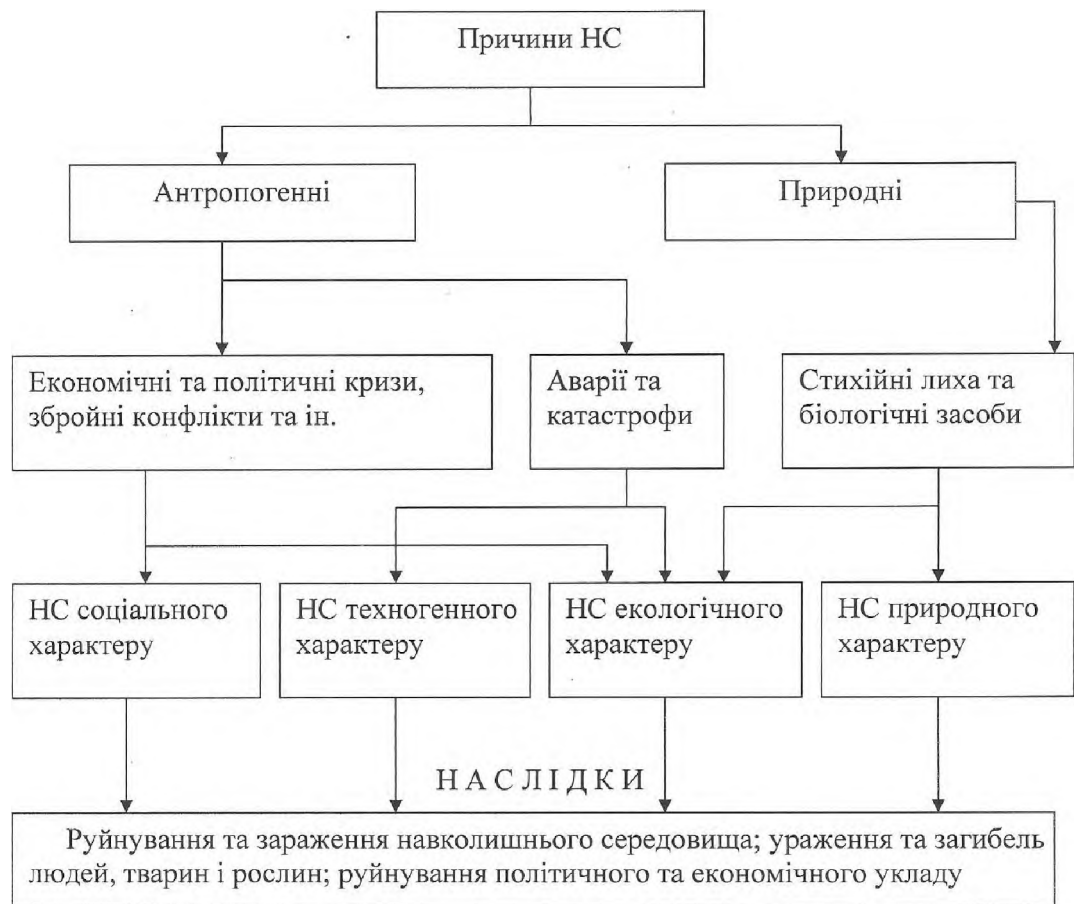 Причини НС
Антропогенні
Природні
Економічні та політичні кризи,
збройні конфлікти та ін.
Аварії та
катастрофи
Стихійні лиха та
біологічні засоби
НС соціального
характеру
НС техногенного
характеру
НС екологічного
характеру
НС природного
характеру
Н А С Л І Д К И
Руйнування та зараження навколишнього середовища; ураження та загибель
людей, тварин і рослин; руйнування політичного та економічного укладу